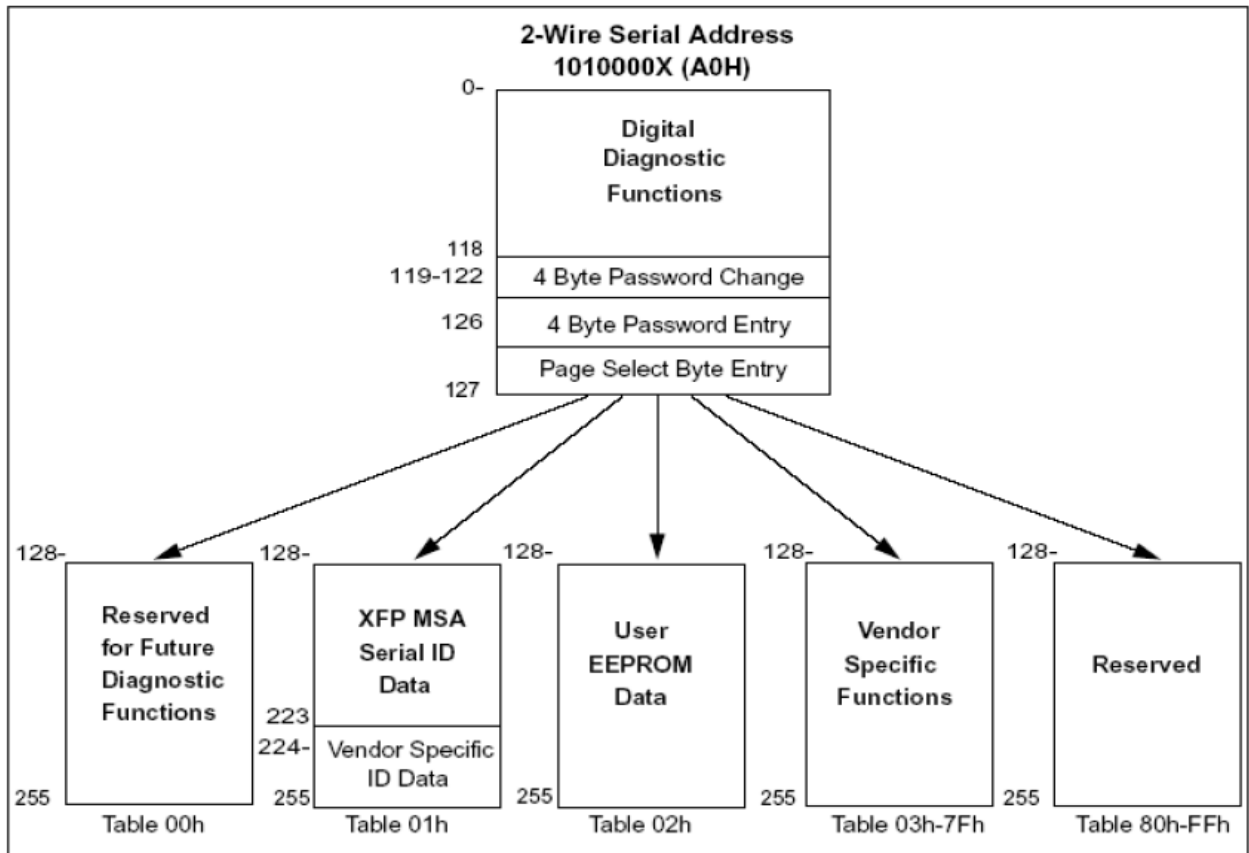 2-Wire Serial Address
1010000X (A0H)
0-
Digital
Diagnostic
Functions
118
119-122
4 Byte Password Change
126
4 Byte Password Entry
Page Select Byte Entry
127
128-
128-
128-
128-
128-
Reserved
for Future
Diagnostic
Functions
XFP MSA
Serial ID
Data
User
EEPROM
Data
Vendor
Specific
Functions
Reserved
223
224-
Vendor Specific
ID Data
255
255
255
255
255
Table 00h
Table 01h
Table 02h
Table 03h-7Fh
Table 80h-FFh